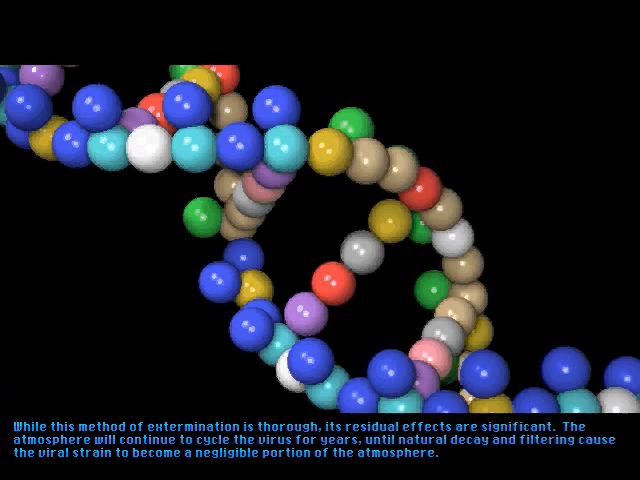 While this method of extermination is thorough, its residual effects are significant.  The
atmosphere will continue to cycle the virus for years, until natural decay and filtering cause
the viral strain to become a negligible portion of the atmosphere.